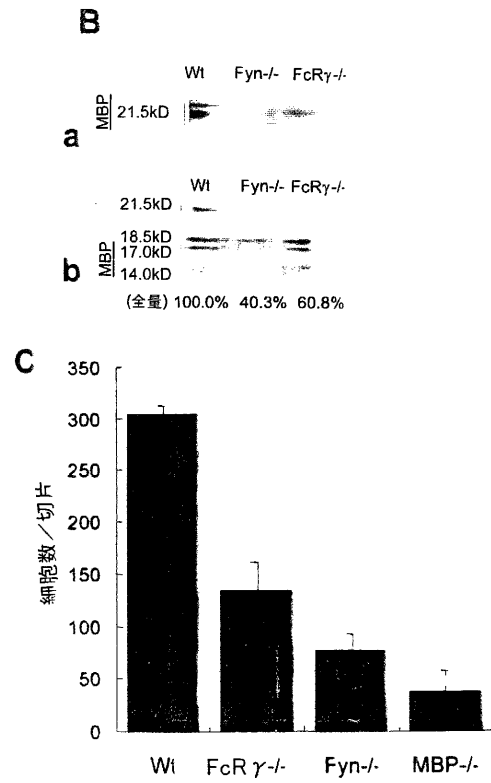 B
Wt Fyn-/- FcRγ-/-
MBP 21.5kD
a
Wt Fyn-/- FcRγ-/-
21.5kD
18.5kD
MBP 17.0kD
b 14.0kD
(全量) 100.0% 40.3% 60.8%
C
350
300
250
200
150
100
50
0
細胞数/切片
Wt FcRγ-/- Fyn-/- MBP-/-